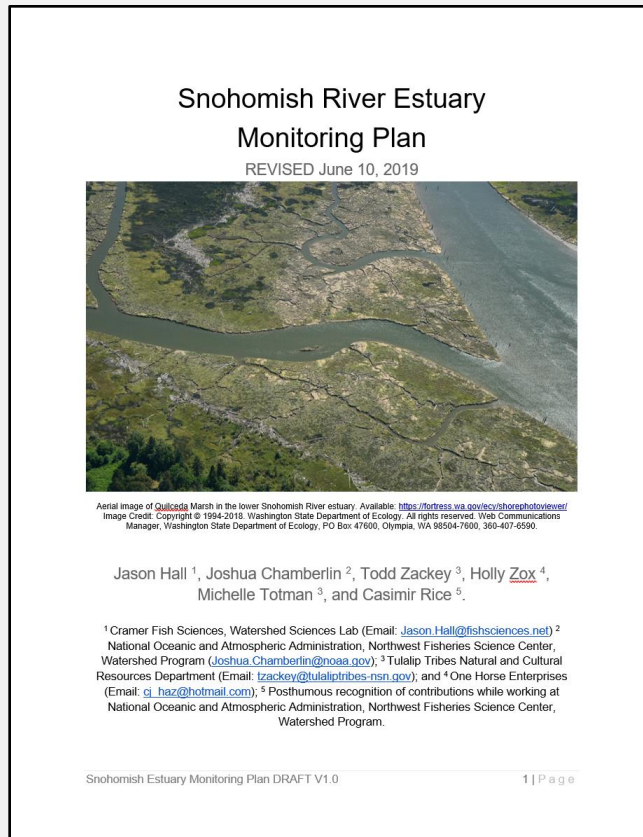 Snohomish River Estuary
Monitoring Plan
REVISED June 10, 2019
Aerial image of Quilceda Marsh in the lower Snohomish River estuary. Available: https://fortress.wa.gov/ecy/shorephotoviewer/
Image Credit: Copyright © 1994-2018. Washington State Department of Ecology. All rights reserved. Web Communications
Manager, Washington State Department of Ecology, PO Box 47600, Olympia, WA 98504-7600, 360-407-6590.
Jason Hall 1, Joshua Chamberlin 2, Todd Zackey 3, Holly Zox 4,
Michelle Totman 3, and Casimir Rice 5.
1 Cramer Fish Sciences, Watershed Sciences Lab (Email: Jason.Hall@fishsciences.net) 2
National Oceanic and Atmospheric Administration, Northwest Fisheries Science Center,
Watershed Program (Joshua.Chamberlin@noaa.gov); 3 Tulalip Tribes Natural and Cultural
Resources Department (Email: tzackey@tulaliptribes-nsn.gov); and 4 One Horse Enterprises
(Email: cj_haz@hotmail.com); 5 Posthumous recognition of contributions while working at
National Oceanic and Atmospheric Administration, Northwest Fisheries Science Center,
Watershed Program.
Snohomish Estuary Monitoring Plan DRAFT V1.0 1 | P a g e